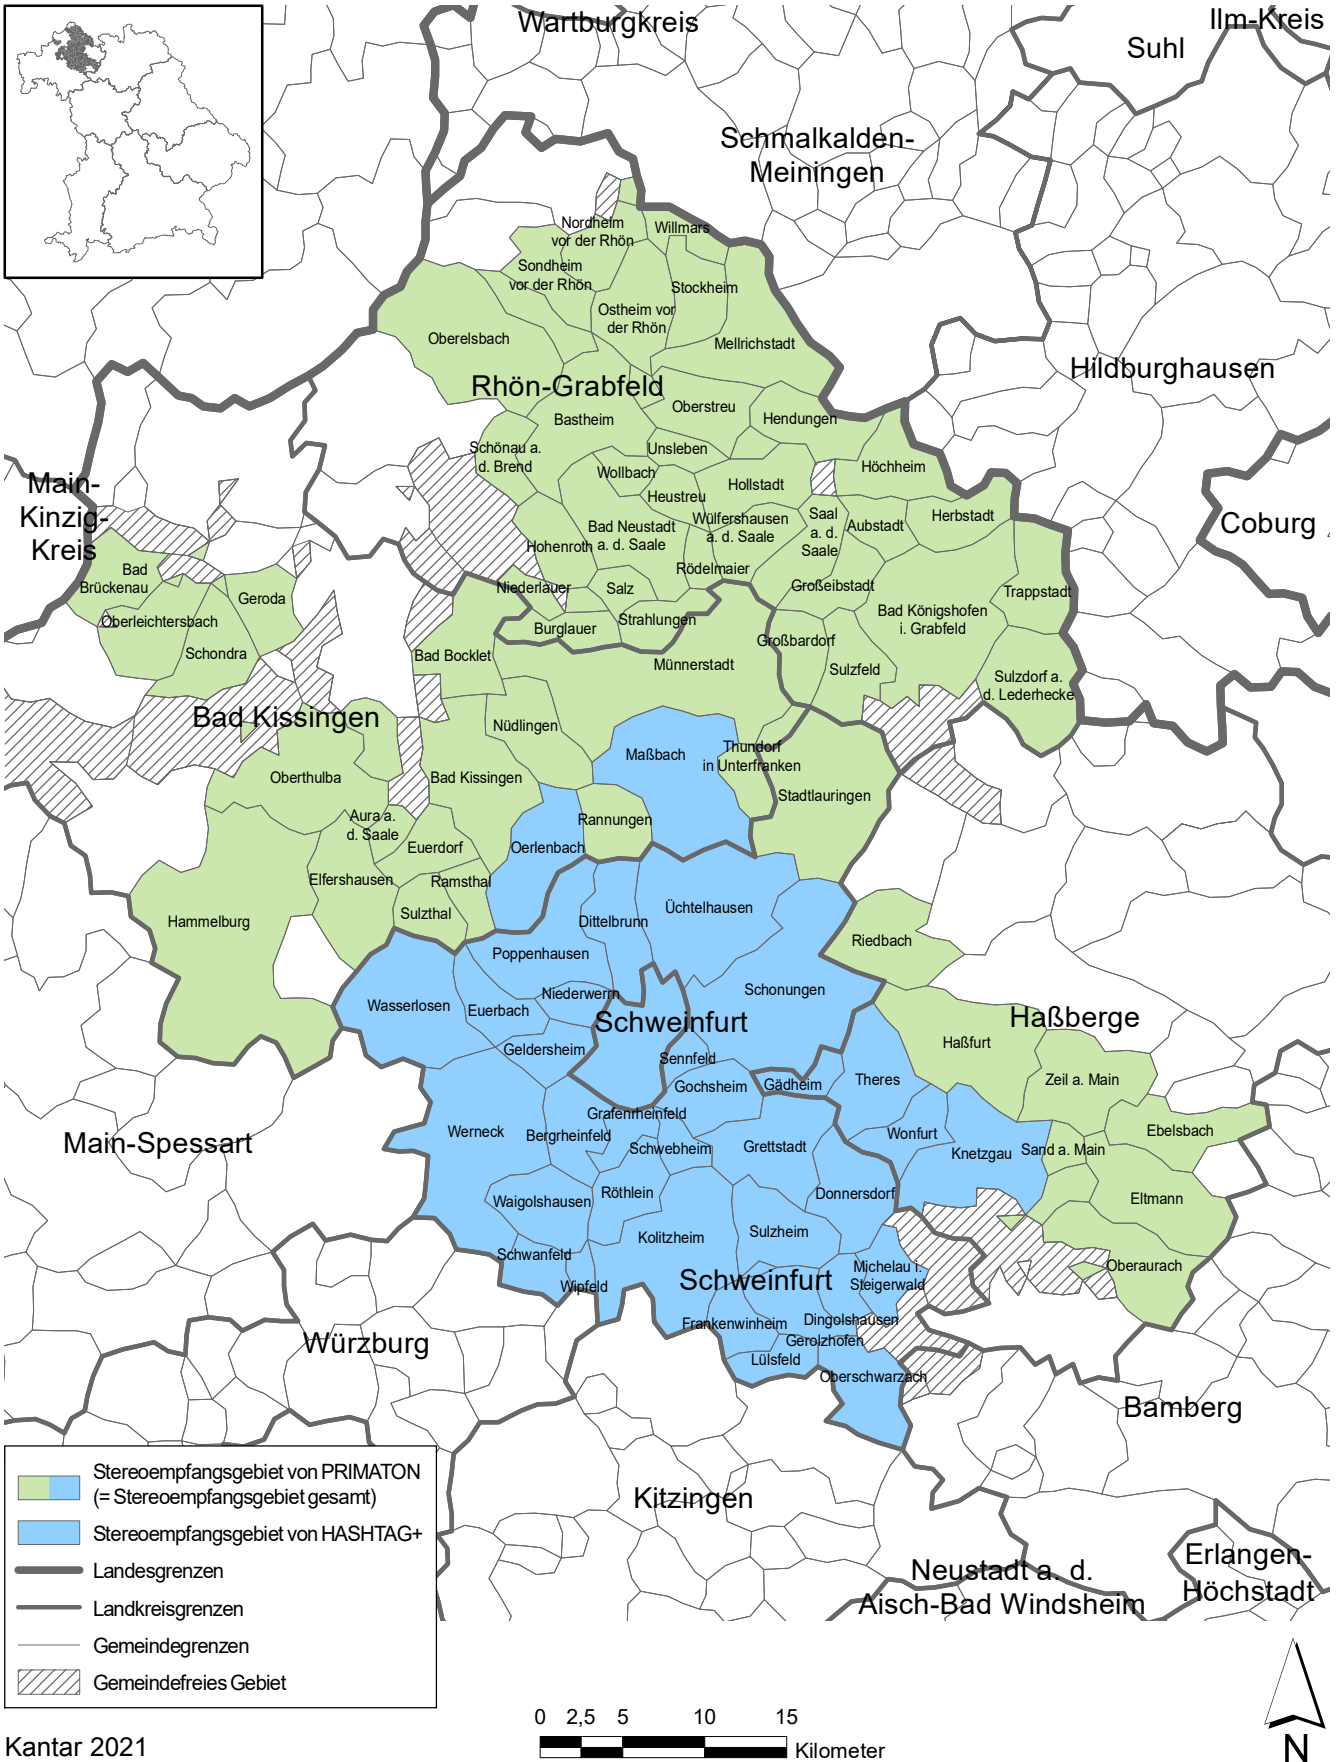 Wartburgkreis
Ilm-Kreis
Suhl
Schmalkalden-
Meiningen
Nordheim
vor der Rhön
Willmars
Sondheim
vor der Rhön
Stockheim
Ostheim vor
der Rhön
Oberelsbach
Mellrichstadt
Hildburghausen
Rhön-Grabfeld
Oberstreu
Bastheim
Hendungen
Schönau a.
d. Brend
Unsleben
Höchheim
Wollbach
Hollstadt
Heustreu
Main-
Kinzig-
Kreis
Coburg
Bad Neustadt
a. d. Saale
Wülfershausen
a. d. Saale
Saal
a. d.
Saale
Aubstadt
Herbstadt
Hohenroth
Rödelmaier
Bad
Brückenau
Niederlauer
Salz
Großeibstadt
Trappstadt
Geroda
Bad Königshofen
i. Grabfeld
Oberleichtersbach
Strahlungen
Burglauer
Großbardorf
Schondra
Bad Bocklet
Münnerstadt
Sulzfeld
Sulzdorf a.
d. Lederhecke
Bad Kissingen
Nüdlingen
Maßbach
Thundorf
in Unterfranken
Oberthulba
Bad Kissingen
Stadtlauringen
Aura a.
d. Saale
Rannungen
Euerdorf
Oerlenbach
Elfershausen
Ramsthal
Sulzthal
Üchtelhausen
Hammelburg
Dittelbrunn
Riedbach
Poppenhausen
Niederwerrn
Schonungen
Wasserlosen
Euerbach
Schweinfurt
Haßberge
Geldersheim
Sennfeld
Haßfurt
Gochsheim
Gädheim
Theres
Zeil a. Main
Grafenrheinfeld
Main-Spessart
Werneck
Bergrheinfeld
Schwebheim
Grettstadt
Wonfurt
Knetzgau
Sand a. Main
Ebelsbach
Waigolshausen
Röthlein
Donnersdorf
Eltmann
Kolitzheim
Sulzheim
Schwanfeld
Michelau i.
Steigerwald
Oberaurach
Wipfeld
Schweinfurt
Frankenwinheim
Dingolshausen
Würzburg
Gerolzhofen
Lülsfeld
Oberschwarzach
Bamberg
Kitzingen
Neustadt a. d.
Aisch-Bad Windsheim
Erlangen-
Höchstadt
Stereoempfangsgebiet von PRIMATON
(= Stereoempfangsgebiet gesamt)
Stereoempfangsgebiet von HASHTAG+
Landesgrenzen
Landkreisgrenzen
Gemeindegrenzen
Gemeindefreies Gebiet
Kantar 2021
0 2,5 5 10 15
Kilometer
N